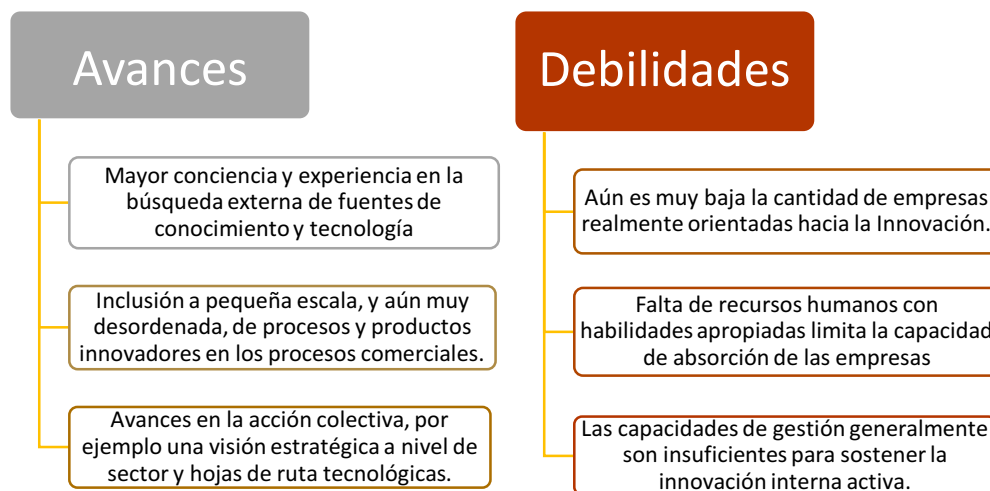 Avances
Mayor conciencia y experiencia en la
búsqueda externa de fuentes de
conocimiento y tecnología
Inclusión a pequeña escala, y aún muy
desordenada, de procesos y productos
innovadores en los procesos comerciales.
Avances en la acción colectiva, por
ejemplo una visión estratégica a nivel de
sector y hojas de ruta tecnológicas.
Debilidades
Aún es muy baja la cantidad de empresas
realmente orientadas hacia la Innovación.
Falta de recursos humanos con
habilidades apropiadas limita la capacidad
de absorción de las empresas
Las capacidades de gestión generalmente
son insuficientes para sostener la
innovación interna activa.